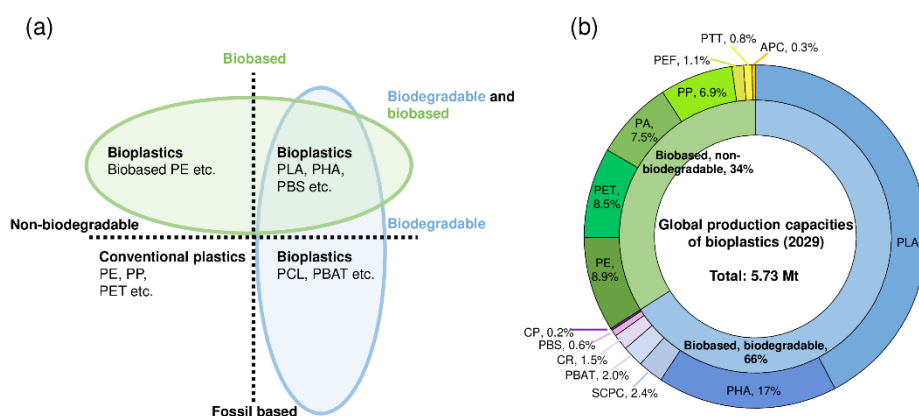 (a)
Biobased
Biodegradable and
biobased
Bioplastics
Biobased PE etc.
Bioplastics
PLA, PHA,
PBS etc.
Non-biodegradable
Biodegradable
Conventional plastics
PE, PP,
PET etc.
Bioplastics
PCL, PBAT etc.
Fossil based
(b)
PTT, 0.8%
APC, 0.3%
PEF, 1.1%
PP, 6.9%
PA,
7.5%
Biobased, non-
biodegradable, 34%
PET,
8.5%
Global production capacities
of bioplastics (2029)
Total: 5.73 Mt
PLA
PE,
8.9%
CP, 0.2%
PBS, 0.6%
CR, 1.5%
PBAT, 2.0%
SCPC, 2.4%
Biobased, biodegradable,
66%
PHA, 17%